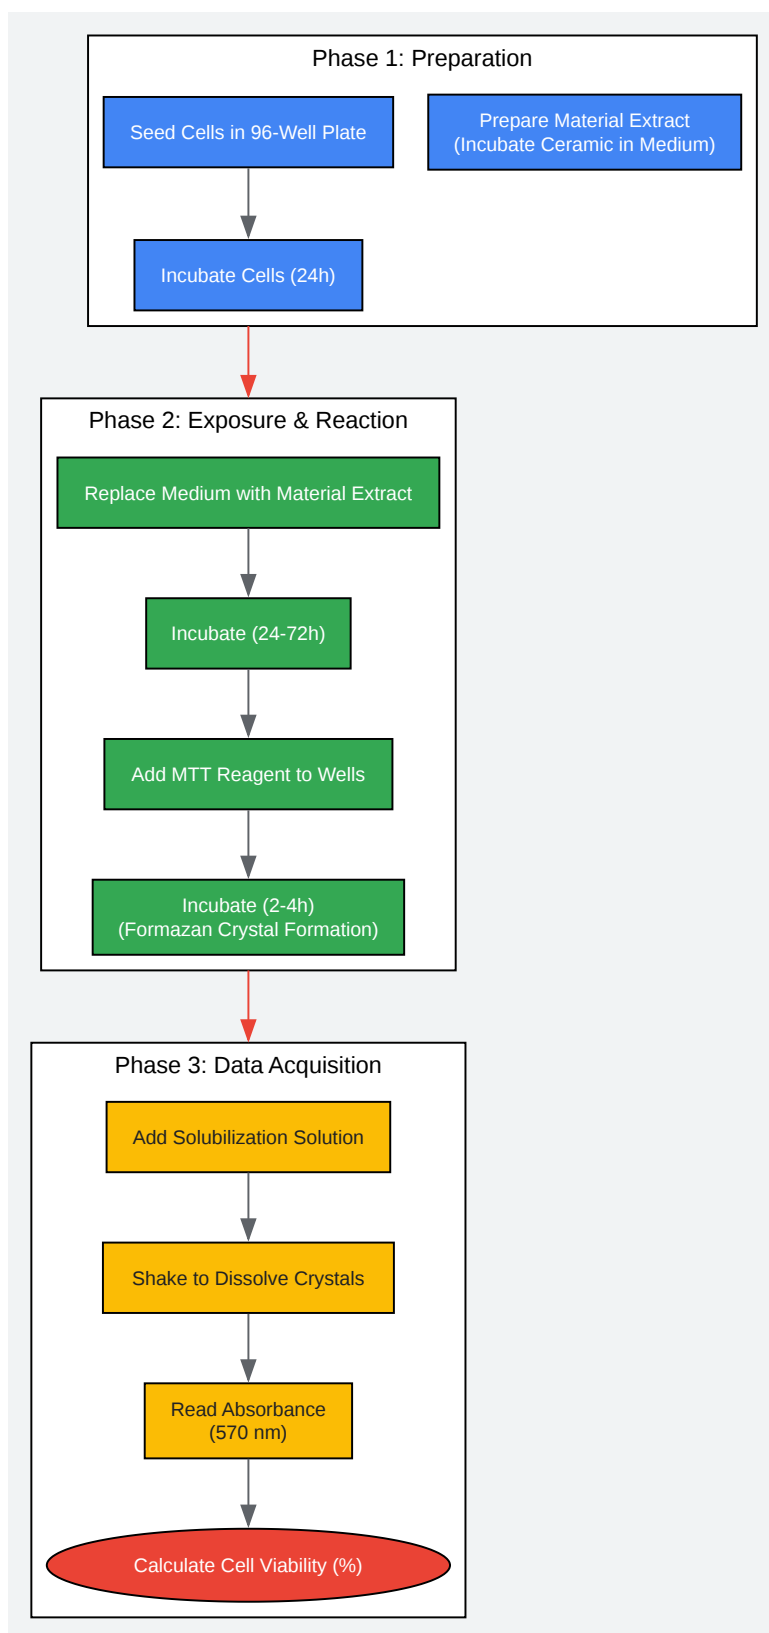 Phase 1: Preparation
Seed Cells in 96-Well Plate
Prepare Material Extract
(Incubate Ceramic in Medium)
Incubate Cells (24h)
Phase 2: Exposure & Reaction
Replace Medium with Material Extract
Incubate (24-72h)
Add MTT Reagent to Wells
Incubate (2-4h)
(Formazan Crystal Formation)
Phase 3: Data Acquisition
Add Solubilization Solution
Shake to Dissolve Crystals
Read Absorbance
(570 nm)
Calculate Cell Viability (%)